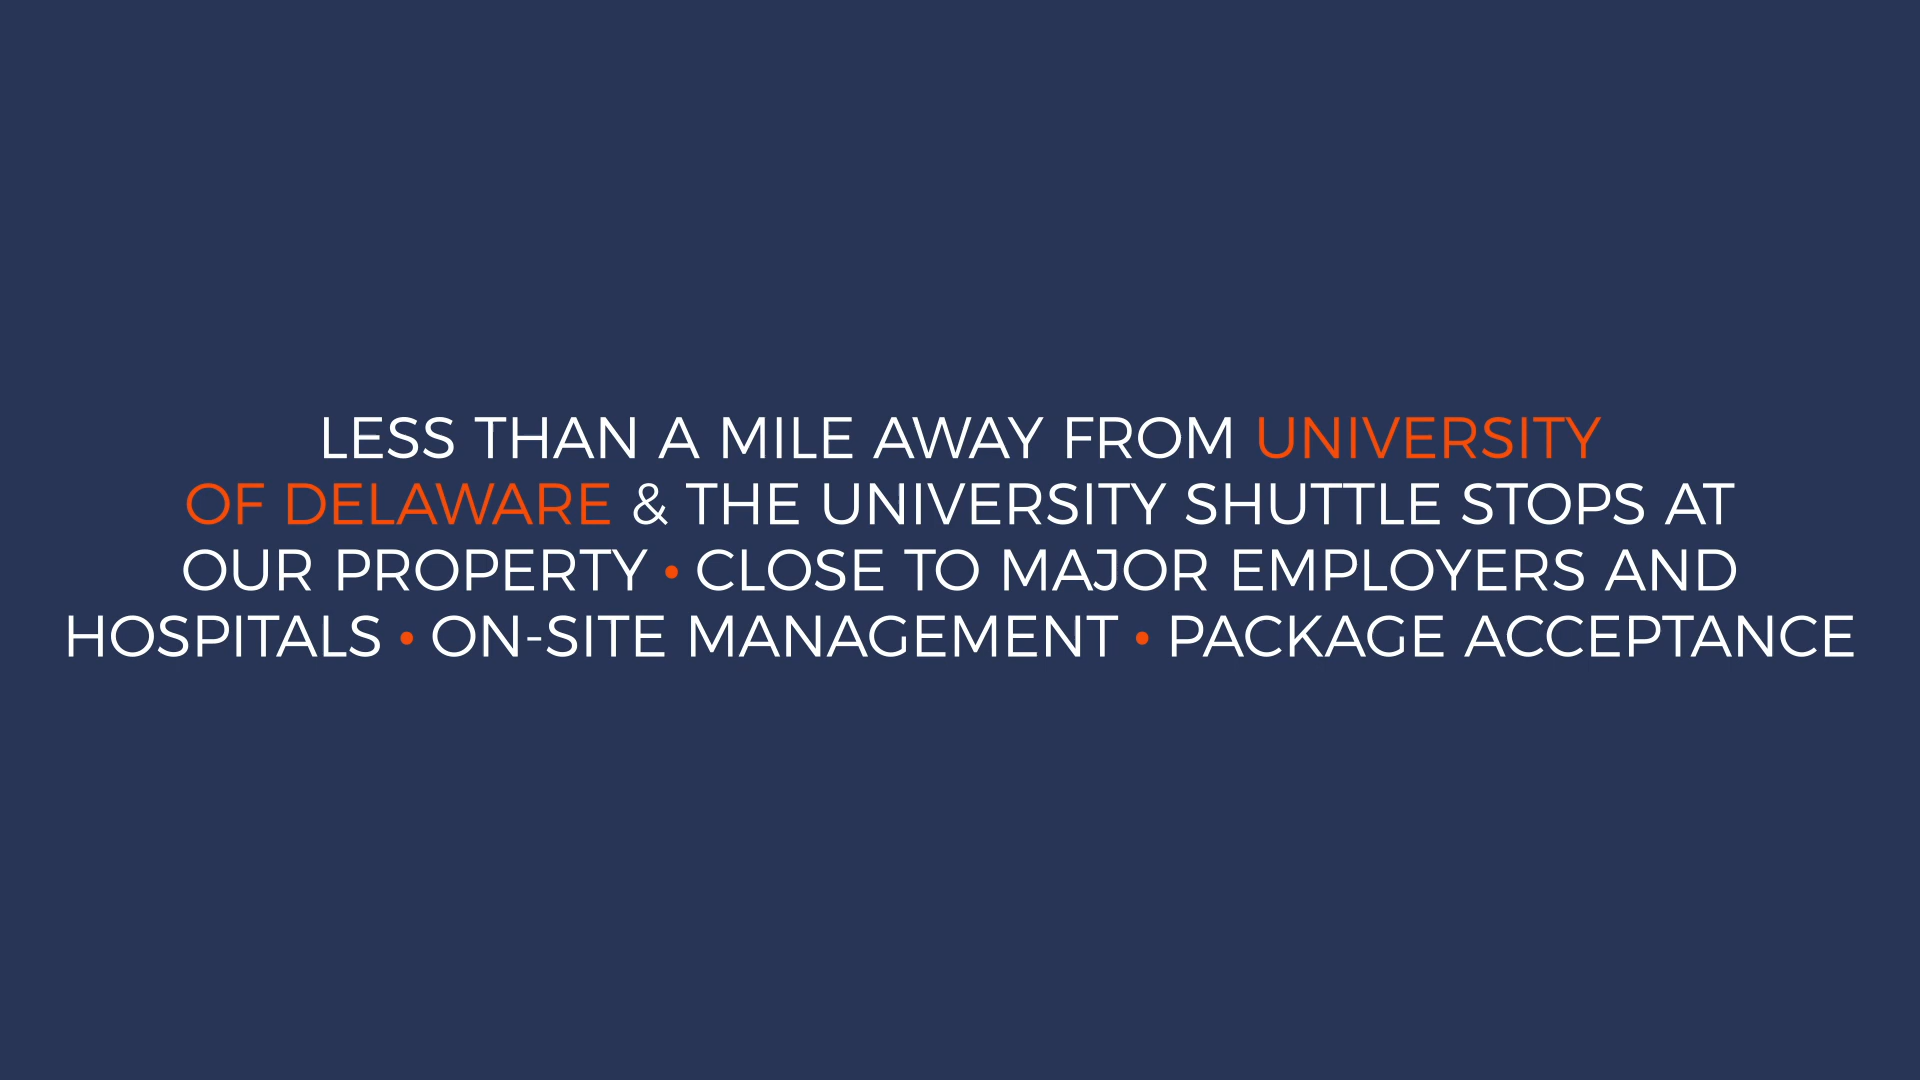 LESS THAN A MILE AWAY FROM UNIVERSITY
OF DELAWARE & THE UNIVERSITY SHUTTLE STOPS AT
OUR PROPERTY • CLOSE TO MAJOR EMPLOYERS AND
HOSPITALS • ON-SITE MANAGEMENT • PACKAGE ACCEPTANCE